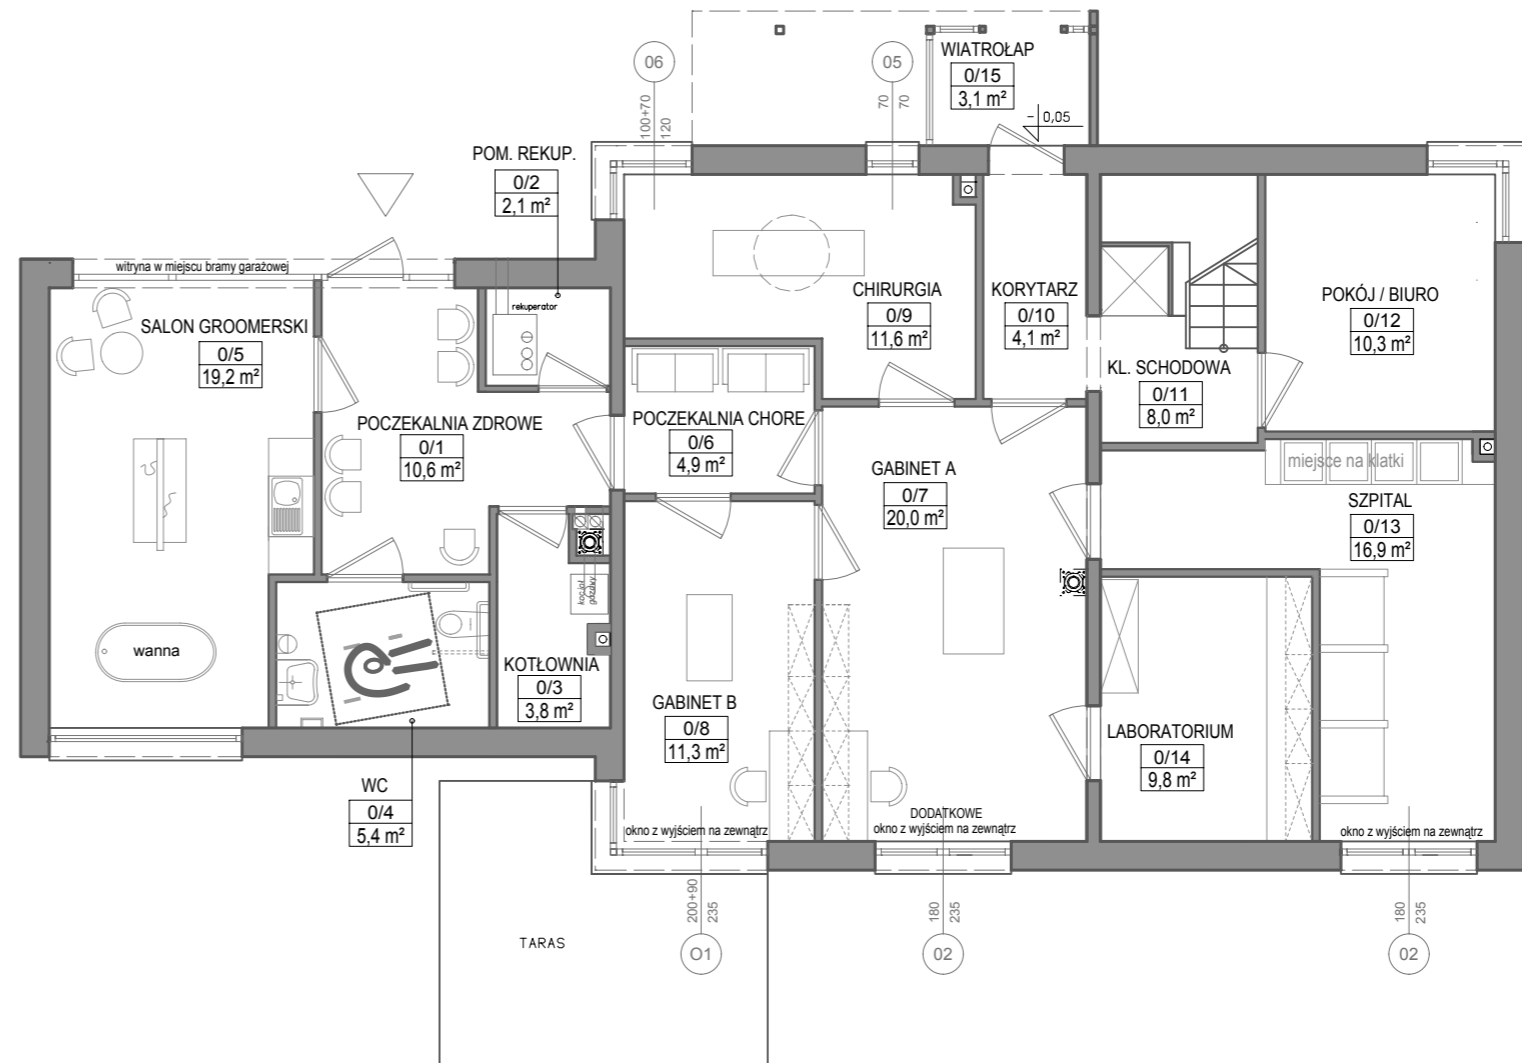 06
100+70
120
05
70
70
WIATROŁAP
0/15
3,1 m²
- 0,05
POM. REKUP.
0/2
2,1 m²
witryna w miejscu bramy garażowej
rekuperator
SALON GROOMERSKI
0/5
19,2 m²
CHIRURGIA
0/9
11,6 m²
KORYTARZ
0/10
4,1 m²
POKÓJ / BIURO
0/12
10,3 m²
KL. SCHODOWA
0/11
8,0 m²
POCZEKALNIA ZDROWE
0/1
10,6 m²
POCZEKALNIA CHORE
0/6
4,9 m²
GABINET A
0/7
20,0 m²
miejsce na klatki
SZPITAL
0/13
16,9 m²
wanna
KOTŁOWNIA
0/3
3,8 m²
GABINET B
0/8
11,3 m²
LABORATORIUM
0/14
9,8 m²
WC
0/4
5,4 m²
okno z wyjściem na zewnątrz
DODATKOWE
okno z wyjściem na zewnątrz
okno z wyjściem na zewnątrz
TARAS
200+90
235
O1
180
235
02
180
235
02